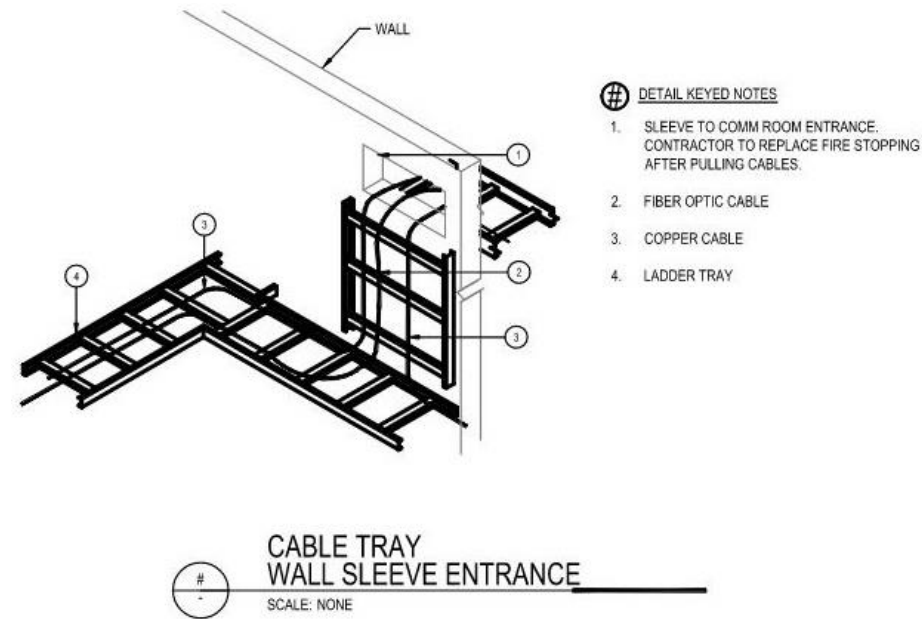 WALL
# DETAIL KEYED NOTES
1. SLEEVE TO COMM ROOM ENTRANCE.
CONTRACTOR TO REPLACE FIRE STOPPING
AFTER PULLING CABLES.
2. FIBER OPTIC CABLE
3. COPPER CABLE
4. LADDER TRAY
1
3
4
2
3
CABLE TRAY
WALL SLEEVE ENTRANCE
#
-
SCALE: NONE